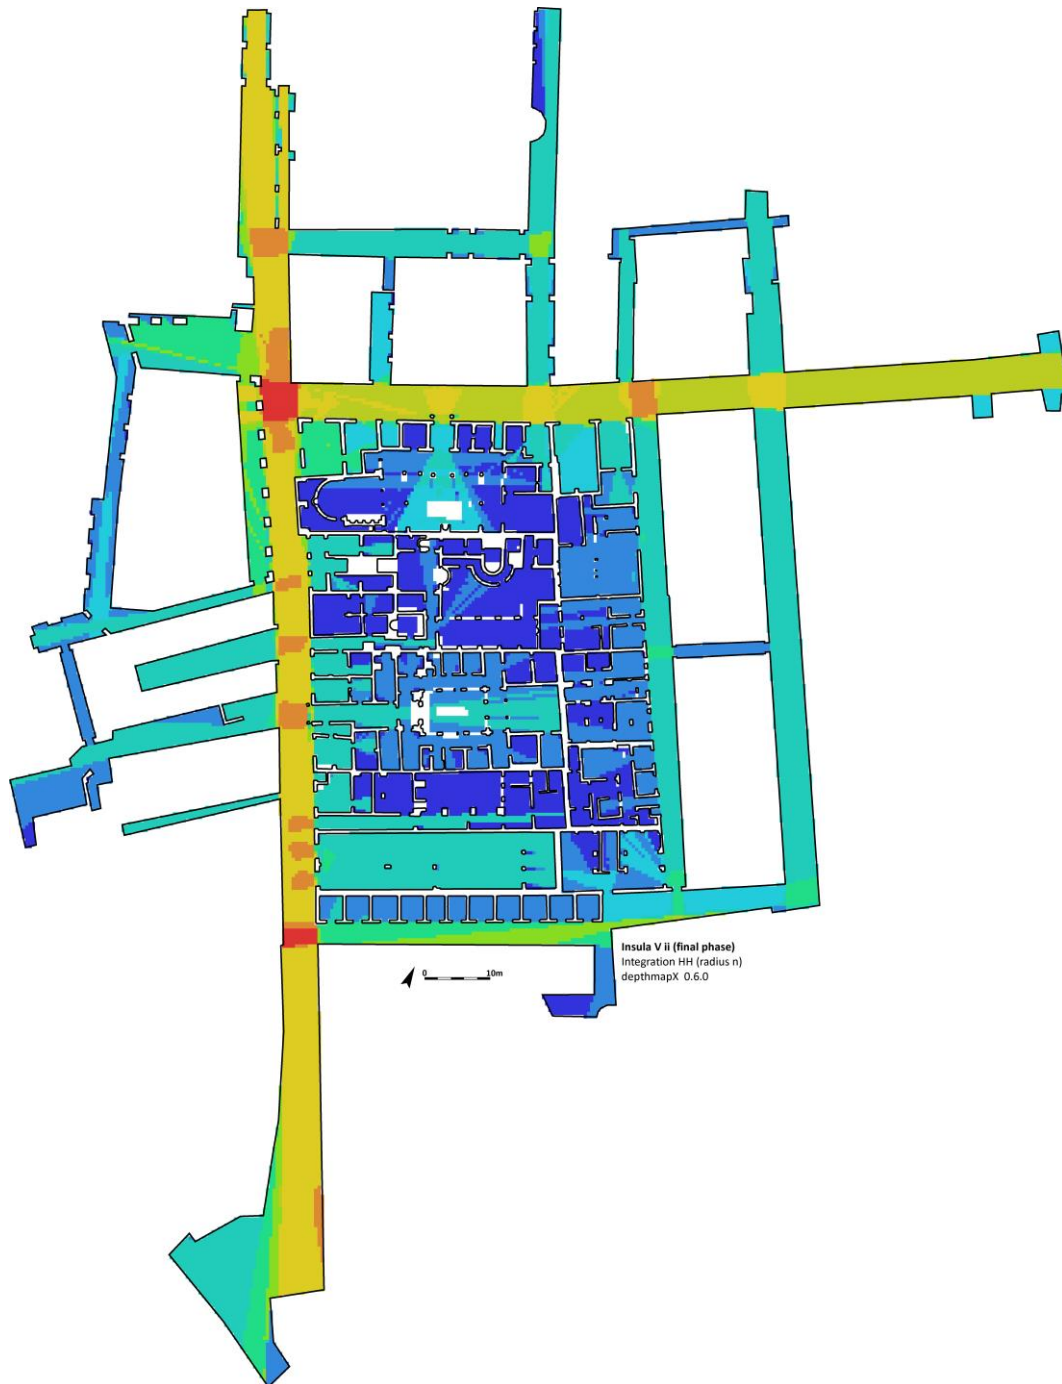 Insula V ii (final phase)
Integration HH (radius n)
depthmapX 0.6.0
0 10m